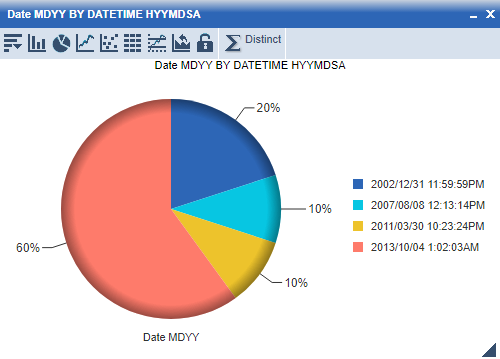 Date MDYY BY DATETIME HYYMDSA
Distinct
Date MDYY BY DATETIME HYYMDSA
20%
10%
10%
60%
2002/12/31 11:59:59PM
2007/08/08 12:13:14PM
2011/03/30 10:23:24PM
2013/10/04 1:02:03AM
Date MDYY